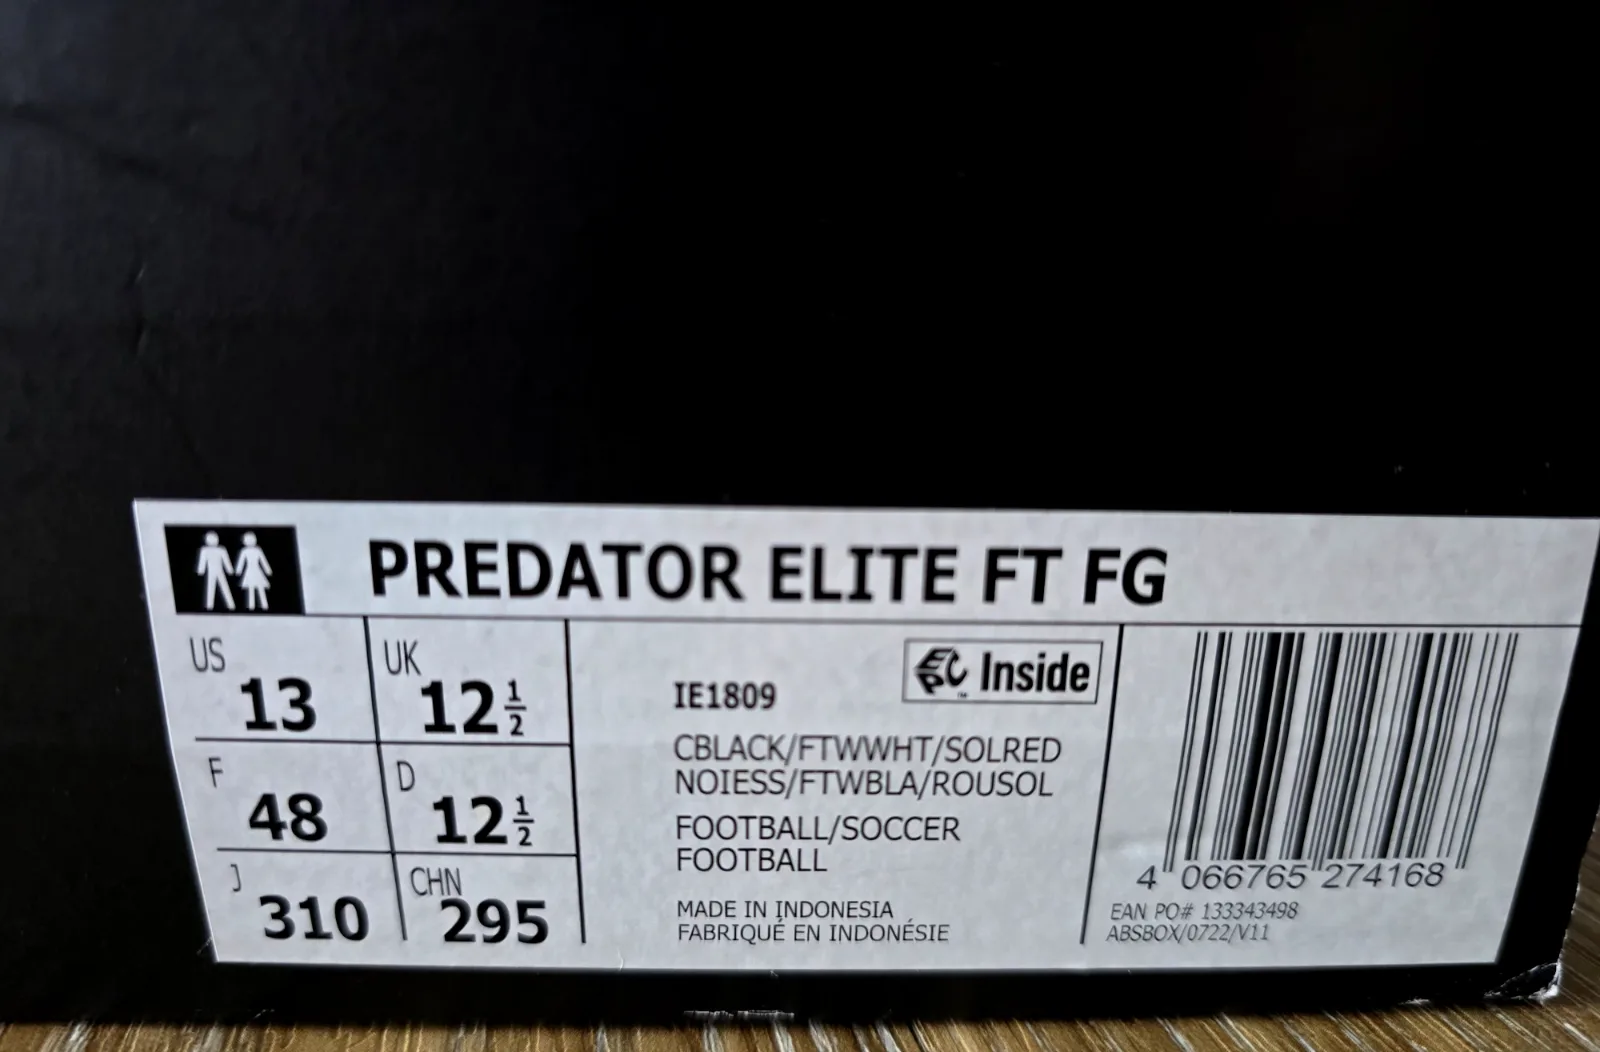 PREDATOR ELITE FT FG
US
13
UK
12 1/2
F
48
D
12 1/2
J
310
CHN
295
IE1809
EPC Inside
CBLACK/FTWWHT/SOLRED
NOIESS/FTWBLA/ROUSOL
FOOTBALL/SOCCER
FOOTBALL
MADE IN INDONESIA
FABRIQUÉ EN INDONÉSIE
4 066765 274168
EAN PO# 133343498
ABSBOX/0722/V11